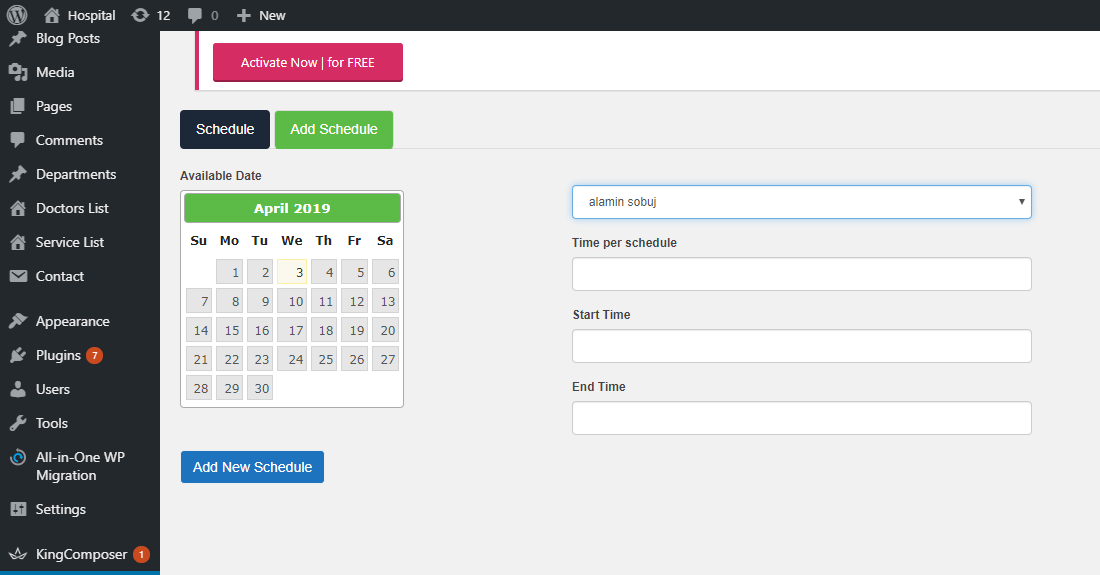 Hospital 12 0 New
Blog Posts
Media
Pages
Comments
Departments
Doctors List
Service List
Contact
Appearance
Plugins 7
Users
Tools
All-in-One WP
Migration
Settings
KingComposer 1
Activate Now | for FREE
Schedule Add Schedule
Available Date
April 2019
Su Mo Tu We Th Fr Sa
1 2 3 4 5 6
7 8 9 10 11 12 13
14 15 16 17 18 19 20
21 22 23 24 25 26 27
28 29 30
Add New Schedule
alamin sobuj
Time per schedule
Start Time
End Time